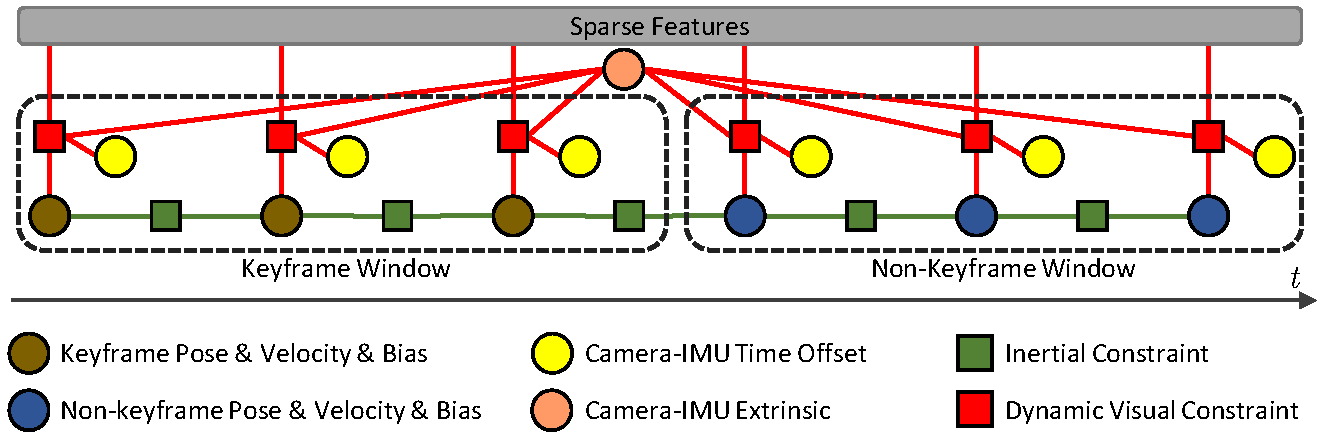 Sparse Features
Keyframe Window
Non-Keyframe Window
t
Keyframe Pose & Velocity & Bias
Camera-IMU Time Offset
Inertial Constraint
Non-keyframe Pose & Velocity & Bias
Camera-IMU Extrinsic
Dynamic Visual Constraint